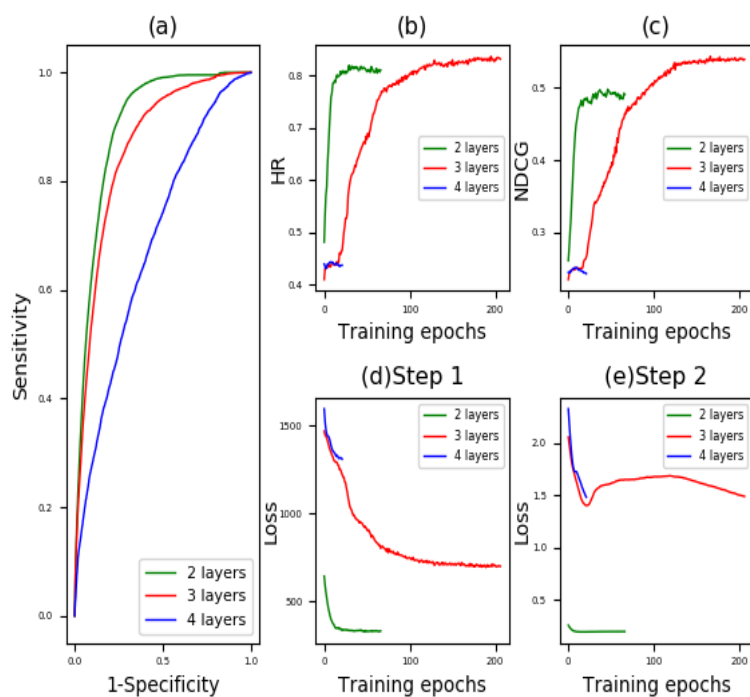 (a)
1.0
0.8
0.6
0.4
0.2
0.0
Sensitivity
0.0 0.5 1.0
1-Specificity
2 layers
3 layers
4 layers
(b)
0.8
0.7
0.6
0.5
0.4
HR
0 100 200
Training epochs
2 layers
3 layers
4 layers
(c)
0.5
0.4
0.3
NDCG
0 100 200
Training epochs
2 layers
3 layers
4 layers
(d)Step 1
1500
1000
500
Loss
0 100 200
Training epochs
2 layers
3 layers
4 layers
(e)Step 2
2.0
1.5
1.0
0.5
Loss
0 100 200
Training epochs
2 layers
3 layers
4 layers